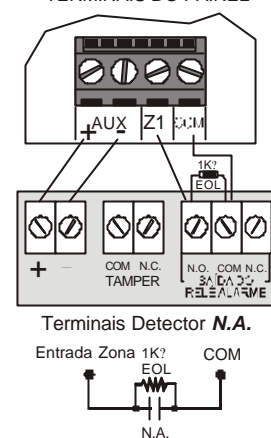 TERMINAIS DO PAINEL
+ AUX - Z1 COM
1K?
EOL
+ - COM N.C. N.O. COM N.C.
TAMPER SAÍDA DO
RELÉ ALARME
Terminais Detector N.A.
Entrada Zona 1K? COM
EOL
N.A.